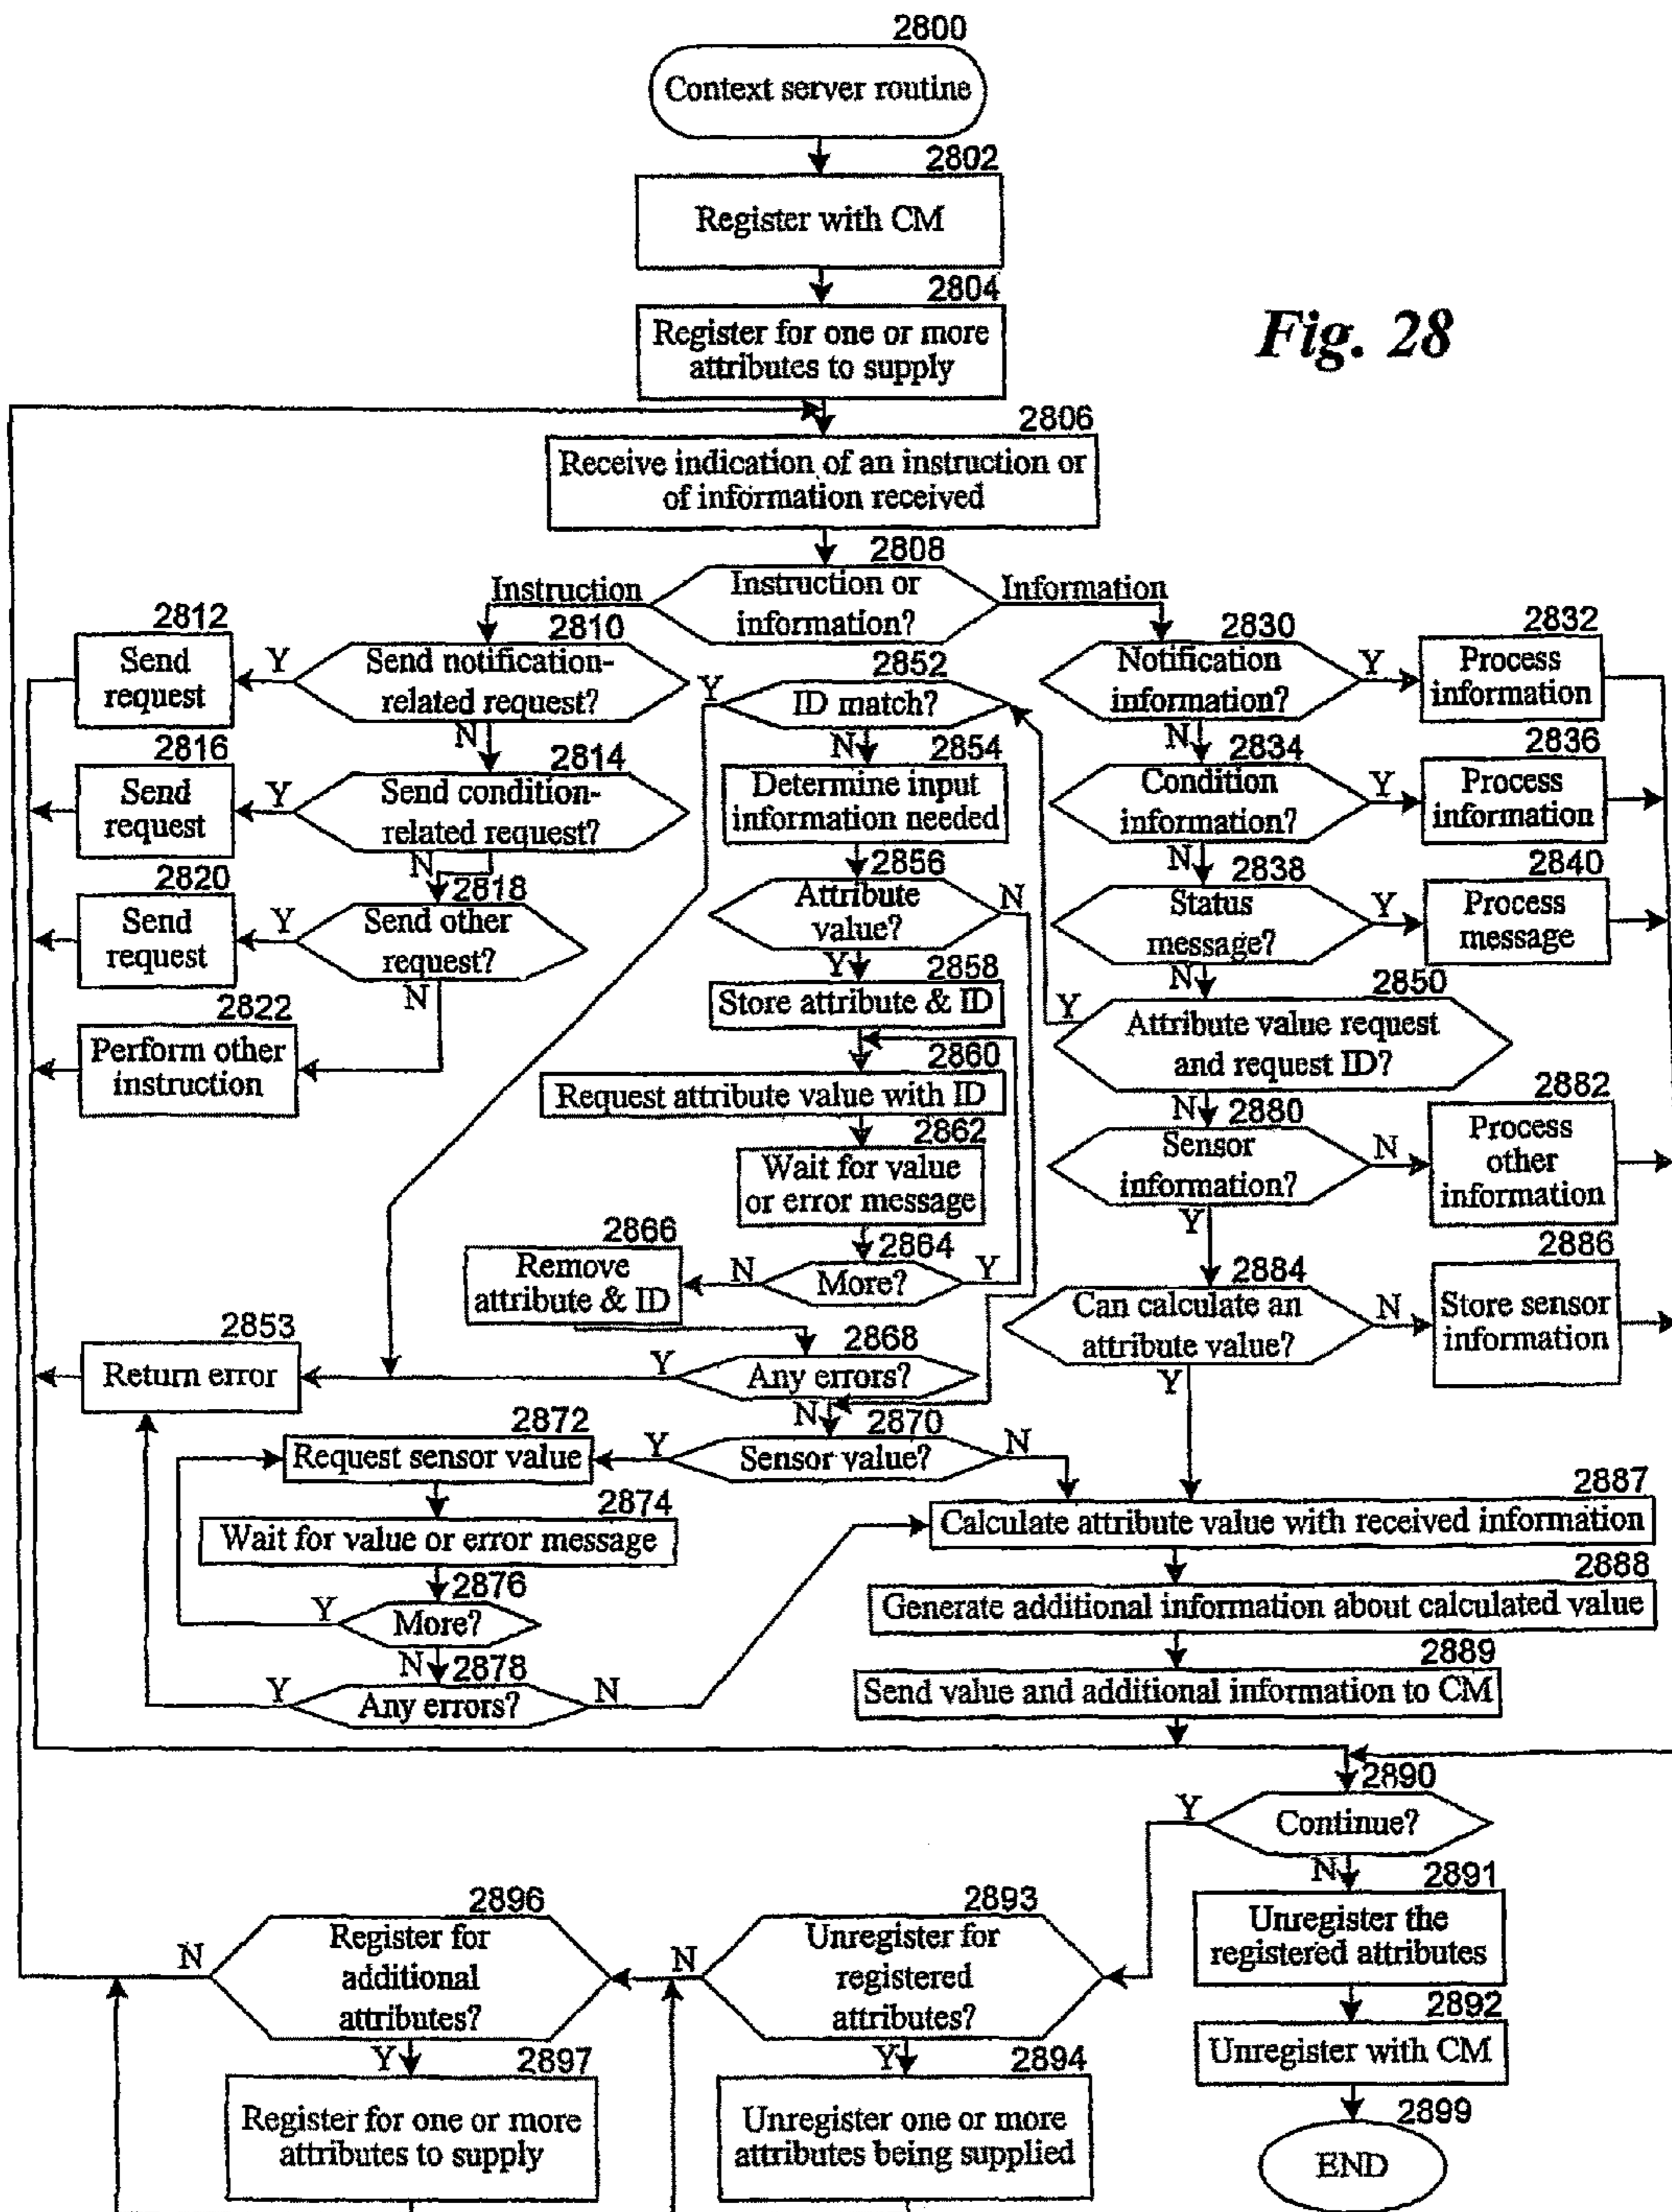 2800
Context server routine
2802
Register with CM
2804
Register for one or more
attributes to supply
Fig. 28
2806
Receive indication of an instruction or
of information received
2808
Instruction or
information?
Instruction
Information
2810
Send notification-
related request?
Y
N
2812
Send
request
2814
Send condition-
related request?
Y
N
2816
Send
request
2818
Send other
request?
Y
N
2820
Send
request
2822
Perform other
instruction
2852
ID match?
Y
N
2854
Determine input
information needed
2856
Attribute
value?
N
Y
2858
Store attribute & ID
2860
Request attribute value with ID
2862
Wait for value
or error message
2864
More?
N
Y
2866
Remove
attribute & ID
2868
Any errors?
Y
N
2853
Return error
2870
Sensor value?
Y
N
2872
Request sensor value
2874
Wait for value or error message
2876
More?
Y
N
2878
Any errors?
Y
N
2830
Notification
information?
Y
N
2832
Process
information
2834
Condition
information?
Y
N
2836
Process
information
2838
Status
message?
Y
N
2840
Process
message
2850
Attribute value request
and request ID?
Y
N
2880
Sensor
information?
N
Y
2882
Process
other
information
2884
Can calculate an
attribute value?
N
Y
2886
Store sensor
information
2887
Calculate attribute value with received information
2888
Generate additional information about calculated value
2889
Send value and additional information to CM
2890
Continue?
Y
N
2891
Unregister the
registered attributes
2892
Unregister with CM
2899
END
2893
Unregister for
registered
attributes?
N
Y
2894
Unregister one or more
attributes being supplied
2896
Register for
additional
attributes?
N
Y
2897
Register for one or more
attributes to supply